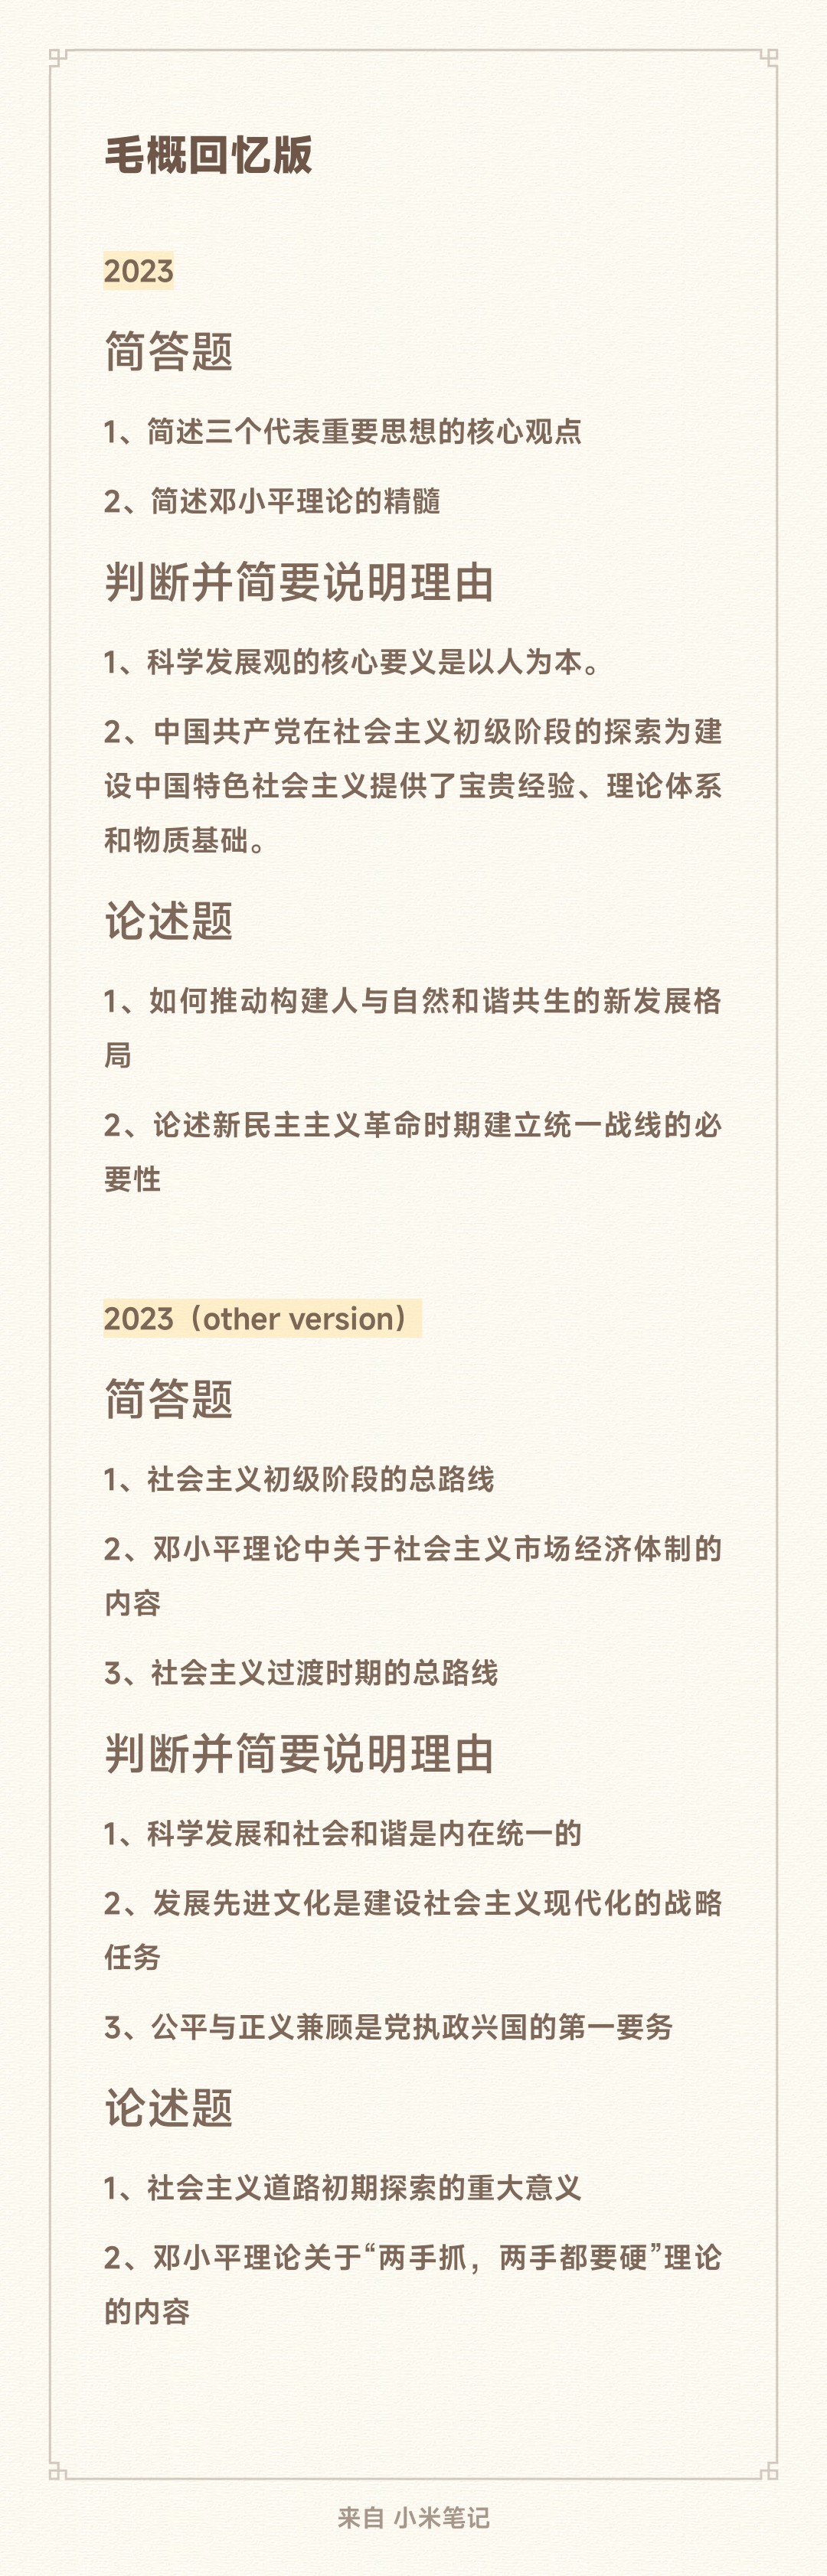 毛概回忆版
2023
简答题
1、简述三个代表重要思想的核心观点
2、简述邓小平理论的精髓
判断并简要说明理由
1、科学发展观的核心要义是以人为本。
2、中国共产党在社会主义初级阶段的探索为建
设中国特色社会主义提供了宝贵经验、理论体系
和物质基础。
论述题
1、如何推动构建人与自然和谐共生的新发展格
局
2、论述新民主主义革命时期建立统一战线的必
要性
2023（other version）
简答题
1、社会主义初级阶段的总路线
2、邓小平理论中关于社会主义市场经济体制的
内容
3、社会主义过渡时期的总路线
判断并简要说明理由
1、科学发展和社会和谐是内在统一的
2、发展先进文化是建设社会主义现代化的战略
任务
3、公平与正义兼顾是党执政兴国的第一要务
论述题
1、社会主义道路初期探索的重大意义
2、邓小平理论关于“两手抓，两手都要硬”理论
的内容
来自 小米笔记